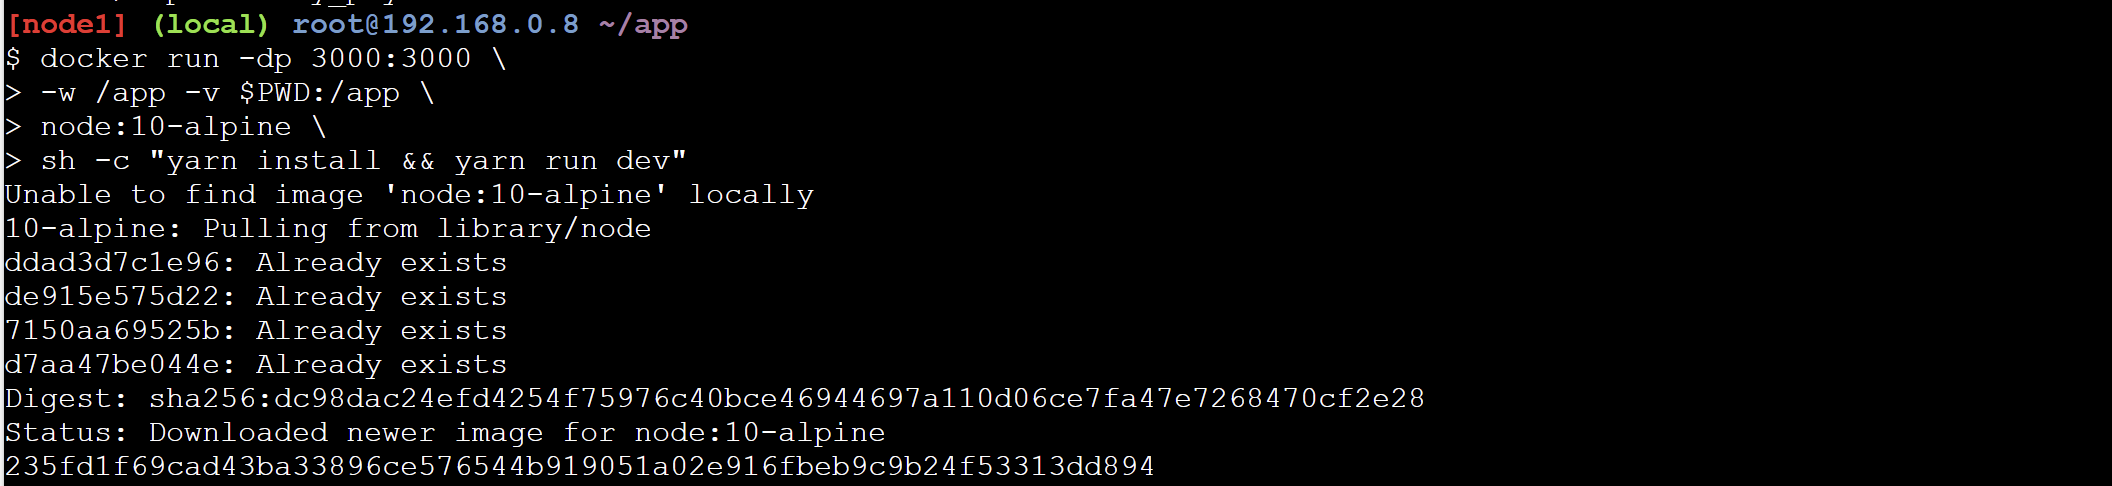 [node1] (local) root@192.168.0.8 ~/app
$ docker run -dp 3000:3000 \
> -w /app -v $PWD:/app \
> node:10-alpine \
> sh -c "yarn install && yarn run dev"
Unable to find image 'node:10-alpine' locally
10-alpine: Pulling from library/node
ddad3d7c1e96: Already exists
de915e575d22: Already exists
7150aa69525b: Already exists
d7aa47be044e: Already exists
Digest: sha256:dc98dac24efd4254f75976c40bce46944697a110d06ce7fa47e7268470cf2e28
Status: Downloaded newer image for node:10-alpine
235fd1f69cad43ba33896ce576544b919051a02e916fbeb9c9b24f53313dd894